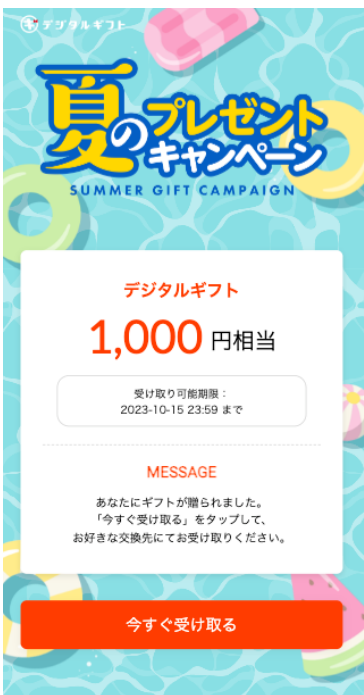 デジタルギフト
夏のプレゼント
キャンペーン
SUMMER GIFT CAMPAIGN
デジタルギフト
1,000 円相当
受け取り可能期限：
2023-10-15 23:59 まで
MESSAGE
あなたにギフトが贈られました。
「今すぐ受け取る」をタップして、
お好きな交換先にてお受け取りください。
今すぐ受け取る